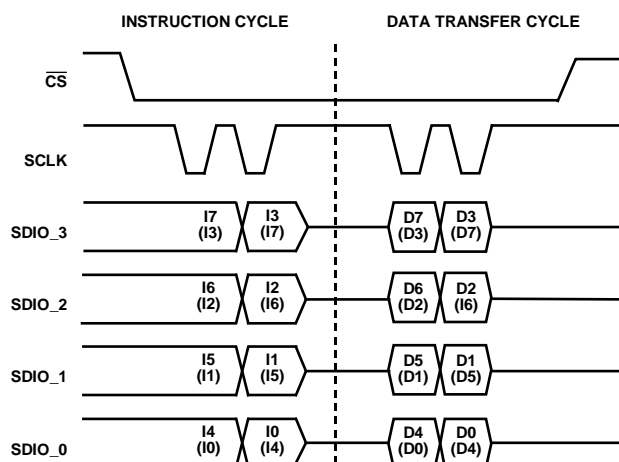 INSTRUCTION CYCLE DATA TRANSFER CYCLE
CS
SCLK
SDIO_3 I7 I3 D7 D3
(I3) (I7) (D3) (D7)
SDIO_2 I6 I2 D6 D2
(I2) (I6) (D2) (I6)
SDIO_1 I5 I1 D5 D1
(I1) (I5) (D1) (D5)
SDIO_0 I4 I0 D4 D0
(I0) (I4) (D0) (D4)